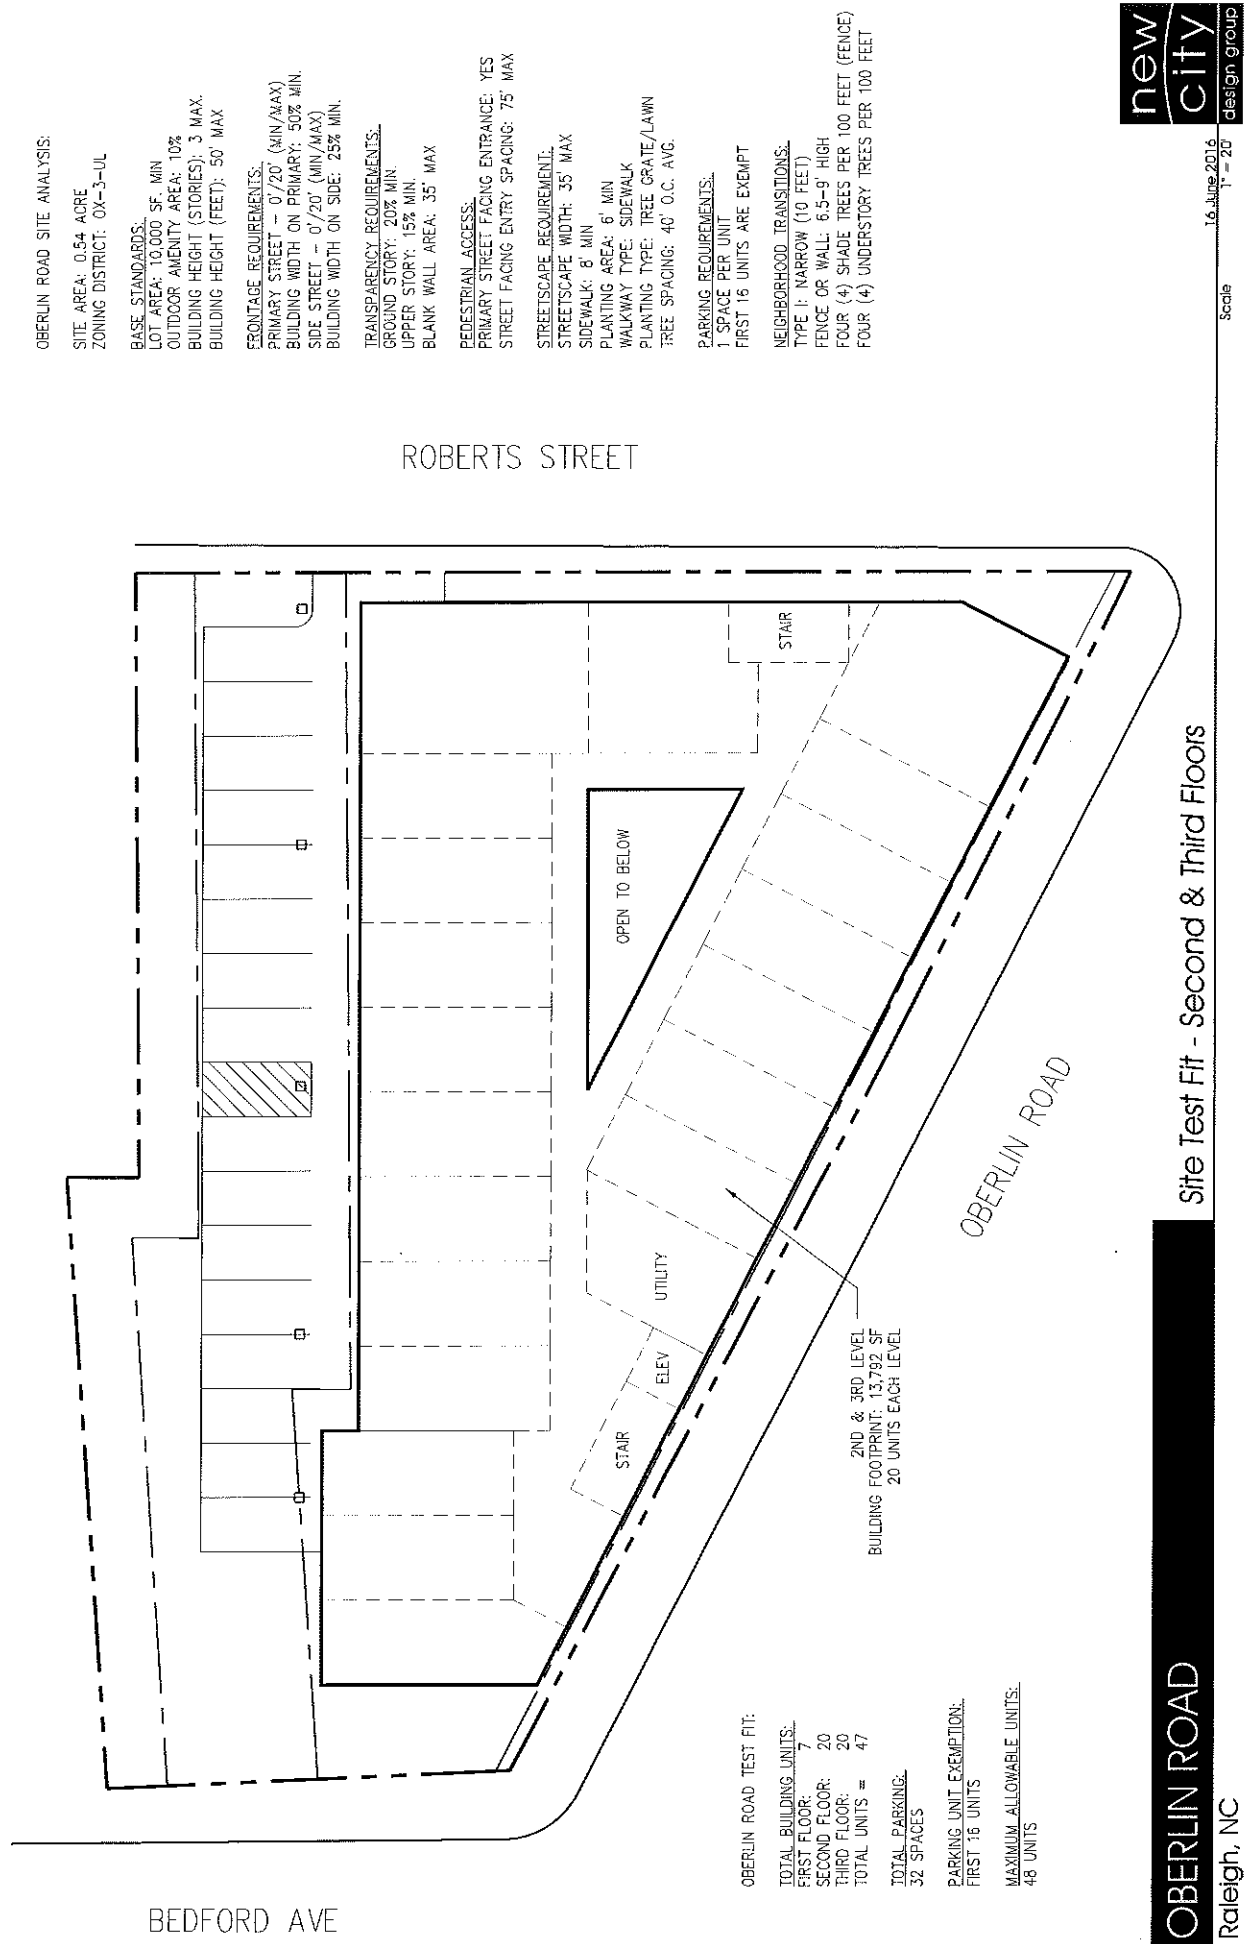 OBERLIN ROAD SITE ANALYSIS:
SITE AREA: 0.54 ACRE
ZONING DISTRICT: OX-3-UL
BASE STANDARDS:
LOT AREA: 10,000 SF. MIN
OUTDOOR AMENITY AREA: 10%
BUILDING HEIGHT (STORIES): 3 MAX.
BUILDING HEIGHT (FEET): 50' MAX
FRONTAGE REQUIREMENTS:
PRIMARY STREET - 0'/20' (MIN/MAX)
BUILDING WIDTH ON PRIMARY: 50% MIN.
SIDE STREET - 0'/20' (MIN/MAX)
BUILDING WIDTH ON SIDE: 25% MIN.
TRANSPARENCY REQUIREMENTS:
GROUND STORY: 20% MIN.
UPPER STORY: 15% MIN.
BLANK WALL AREA: 35' MAX
PEDESTRIAN ACCESS:
PRIMARY STREET FACING ENTRANCE: YES
STREET FACING ENTRY SPACING: 75' MAX
STREETSCAPE REQUIREMENT:
STREETSCAPE WIDTH: 35' MAX
SIDEWALK: 8' MIN
PLANTING AREA: 6' MIN
WALKWAY TYPE: SIDEWALK
PLANTING TYPE: TREE GRATE/LAWN
TREE SPACING: 40' O.C. AVG.
PARKING REQUIREMENTS:
1 SPACE PER UNIT
FIRST 16 UNITS ARE EXEMPT
NEIGHBORHOOD TRANSITIONS:
TYPE 1: NARROW (10 FEET)
FENCE OR WALL: 6.5-9' HIGH
FOUR (4) SHADE TREES PER 100 FEET (FENCE)
FOUR (4) UNDERSTORY TREES PER 100 FEET
ROBERTS STREET
STAIR
OPEN TO BELOW
UTILITY
ELEV
STAIR
2ND & 3RD LEVEL
BUILDING FOOTPRINT: 13,792 SF
20 UNITS EACH LEVEL
OBERLIN ROAD
BEDFORD AVE
OBERLIN ROAD TEST FIT:
TOTAL BUILDING UNITS:
FIRST FLOOR: 7
SECOND FLOOR: 20
THIRD FLOOR: 20
TOTAL UNITS = 47
TOTAL PARKING:
32 SPACES
PARKING UNIT EXEMPTION:
FIRST 16 UNITS
MAXIMUM ALLOWABLE UNITS:
48 UNITS
OBERLIN ROAD
Raleigh, NC
Site Test Fit - Second & Third Floors
16 June 2016
Scale 1" = 20'
new
city
design group